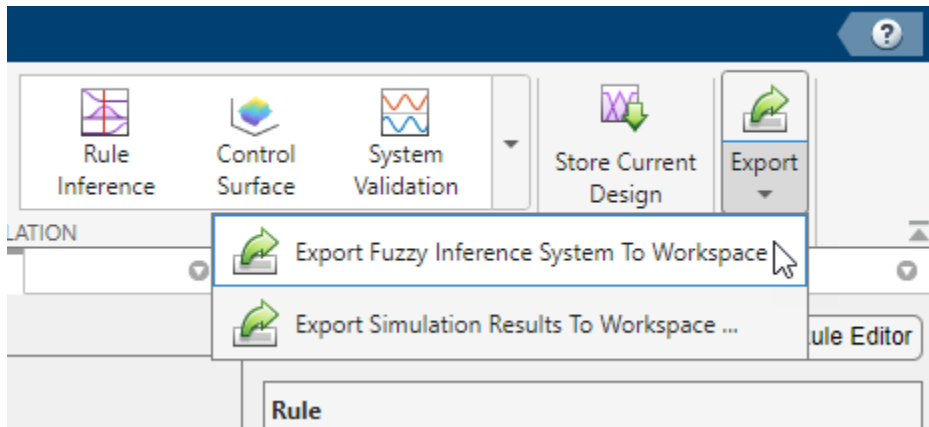 ?
Rule
Inference
Control
Surface
System
Validation
Store Current
Design
Export
LATION
Export Fuzzy Inference System To Workspace
Export Simulation Results To Workspace ...
ule Editor
Rule